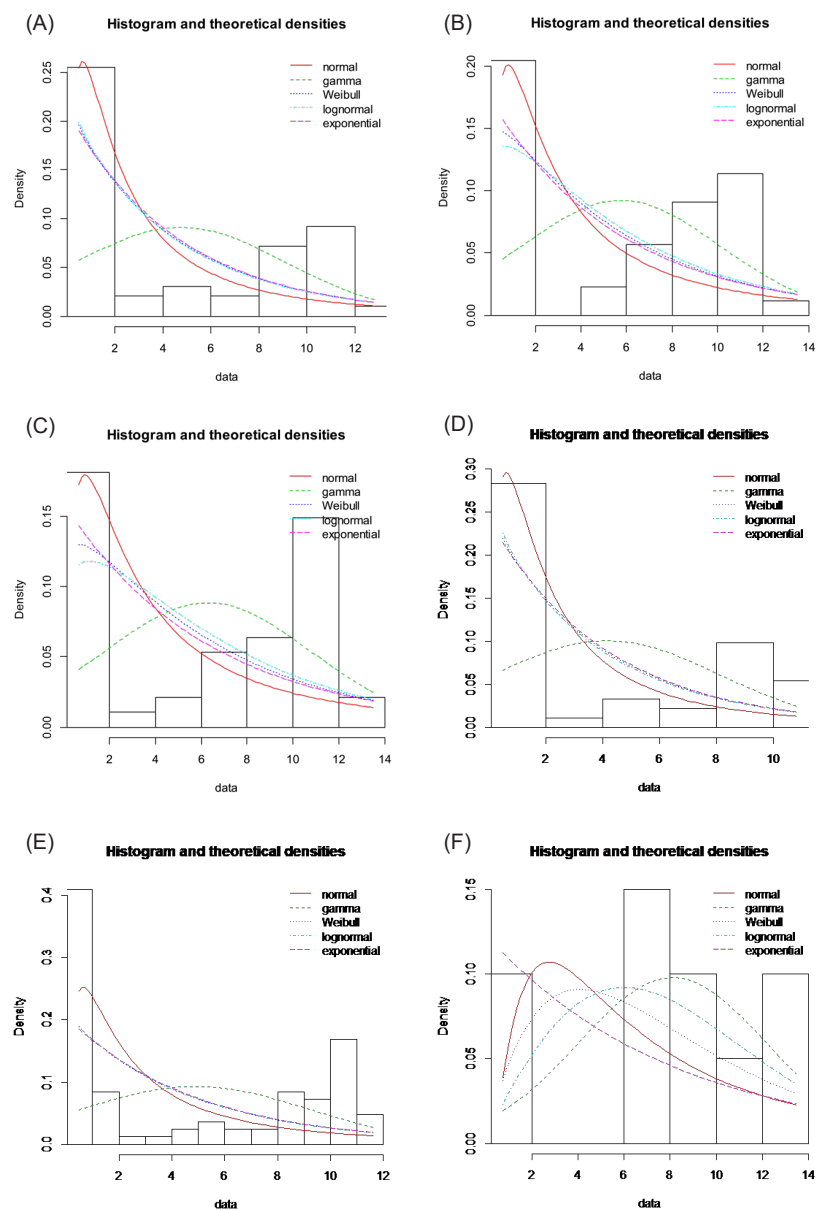 (A)
Histogram and theoretical densities
normal
gamma
Weibull
lognormal
exponential
Density
0.00 0.05 0.10 0.15 0.20 0.25
2 4 6 8 10 12
data
(B)
Histogram and theoretical densities
normal
gamma
Weibull
lognormal
exponential
Density
0.00 0.05 0.10 0.15 0.20
2 4 6 8 10 12 14
data
(C)
Histogram and theoretical densities
normal
gamma
Weibull
lognormal
exponential
Density
0.00 0.05 0.10 0.15
2 4 6 8 10 12 14
data
(D)
Histogram and theoretical densities
normal
gamma
Weibull
lognormal
exponential
Density
0.00 0.05 0.10 0.15 0.20 0.25 0.30
2 4 6 8 10
data
(E)
Histogram and theoretical densities
normal
gamma
Weibull
lognormal
exponential
Density
0.0 0.1 0.2 0.3 0.4
2 4 6 8 10 12
data
(F)
Histogram and theoretical densities
normal
gamma
Weibull
lognormal
exponential
Density
0.00 0.05 0.10 0.15
2 4 6 8 10 12 14
data